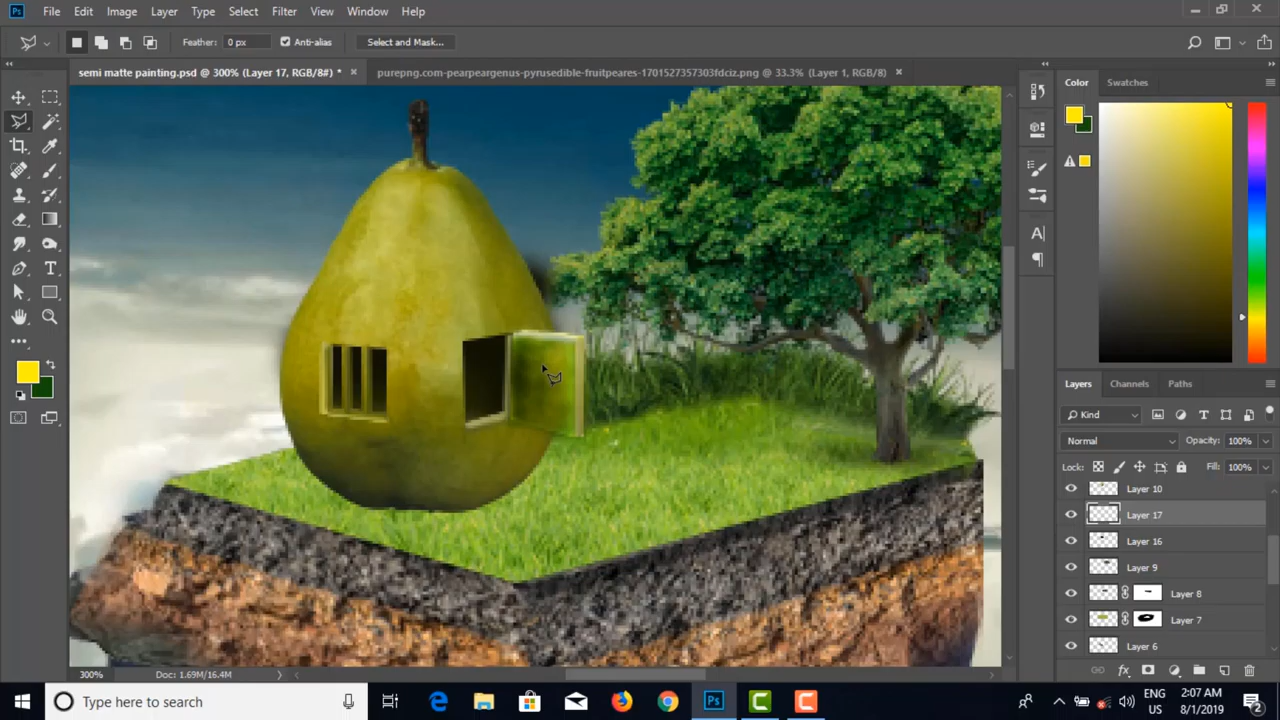 Ps File Edit Image Layer Type Select Filter View Window Help
Feather: 0 px Anti-alias Select and Mask...
semi matte painting.psd @ 300% (Layer 17, RGB/8#) * × purepng.com-pearpeargenus-pyrusedible-fruitpeares-1701527357303fdciz.png @ 33.3% (Layer 1, RGB/8) ×
Color Swatches
Layers Channels Paths
Kind
Normal Opacity: 100%
Lock: Fill: 100%
Layer 10
Layer 17
Layer 16
Layer 9
Layer 8
Layer 7
Layer 6
fx
300% Doc: 1.69M/16.4M
Type here to search
Ps
ENG
US
2:07 AM
8/1/2019
2